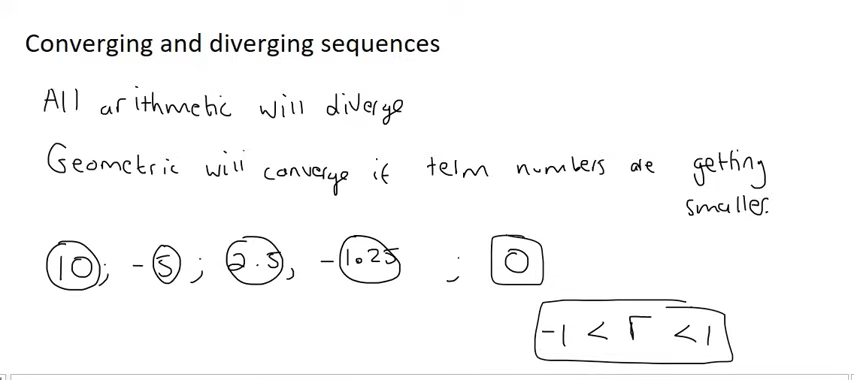 Converging and diverging sequences
All arithmetic will diverge
Geometric will converge if term numbers are getting
smaller.
10; -5; 2.5, -1.25 ; 0
-1 < r < 1